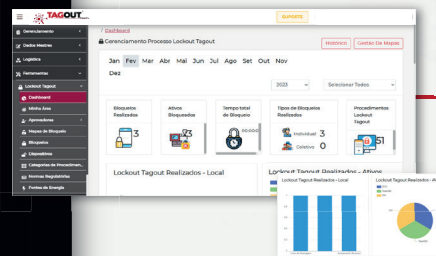 TAGOUT
SUPORTE
Gerenciamento
Dados Mestres
Logística
Ferramentas
Lockout & Tagout
Dashboard
Minha Área
Aprovadores
Mapas de Bloqueio
Bloqueios
Dispositivos
Categorias de Procedimen...
Normas Regulatórias
Fontes de Energia
/ Dashboard
Gerenciamento Processo Lockout Tagout
Histórico
Gestão De Mapas
Jan Fev Mar Abr Mai Jun Jul Ago Set Out Nov
Dez
2023
Selecionar Todos
Bloqueios
Realizados
3
Ativos
Bloqueados
Tempo total
de Bloqueio
Tipos de Bloqueios
Realizados
Individual 3
Coletivo 0
Procedimentos
Lockout
Tagout
51
Lockout Tagout Realizados - Local
Lockout Tagout Realizados - Ativos
Lockout Tagout Realizados - Local
Lockout Tagout Realizados - At